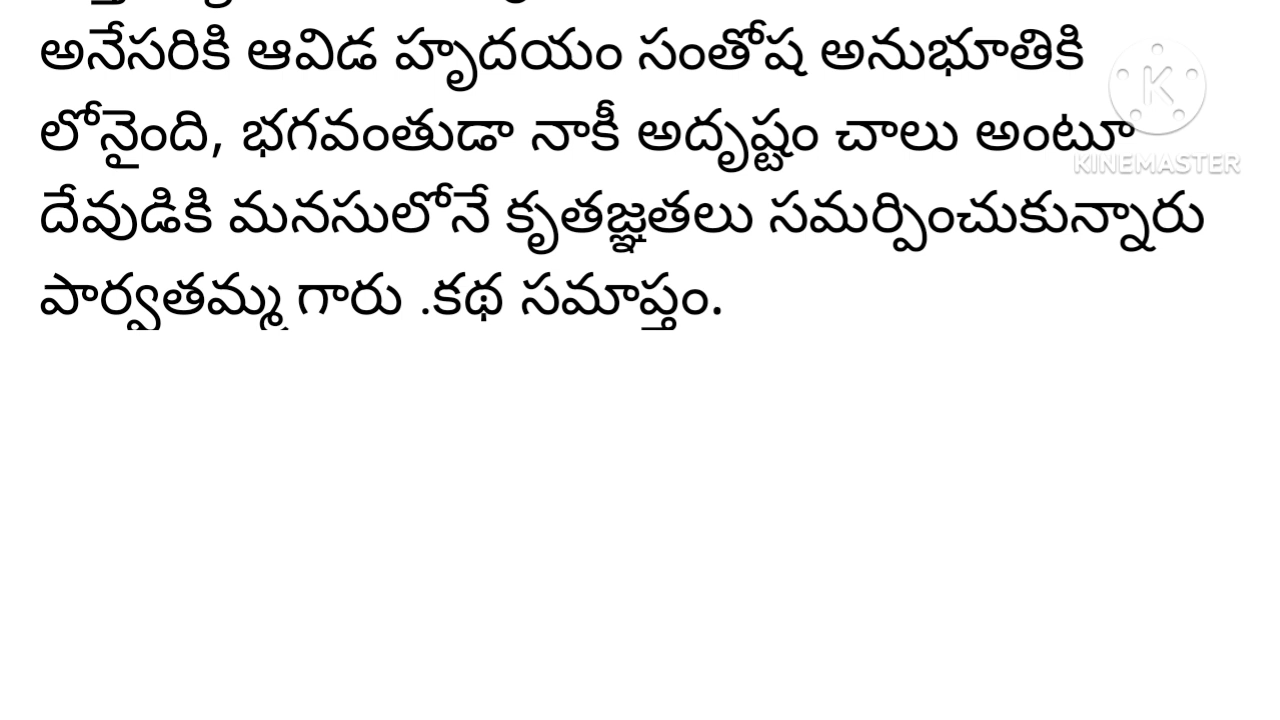 అనేసరికి ఆవిడ హృదయం సంతోష అనుభూతికి
లోనైంది, భగవంతుడా నాకీ అదృష్టం చాలు అంటూ
దేవుడికి మనసులోనే కృతజ్ఞతలు సమర్పించుకున్నారు
పార్వతమ్మ గారు .కథ సమాప్తం.
K
KINEMASTER